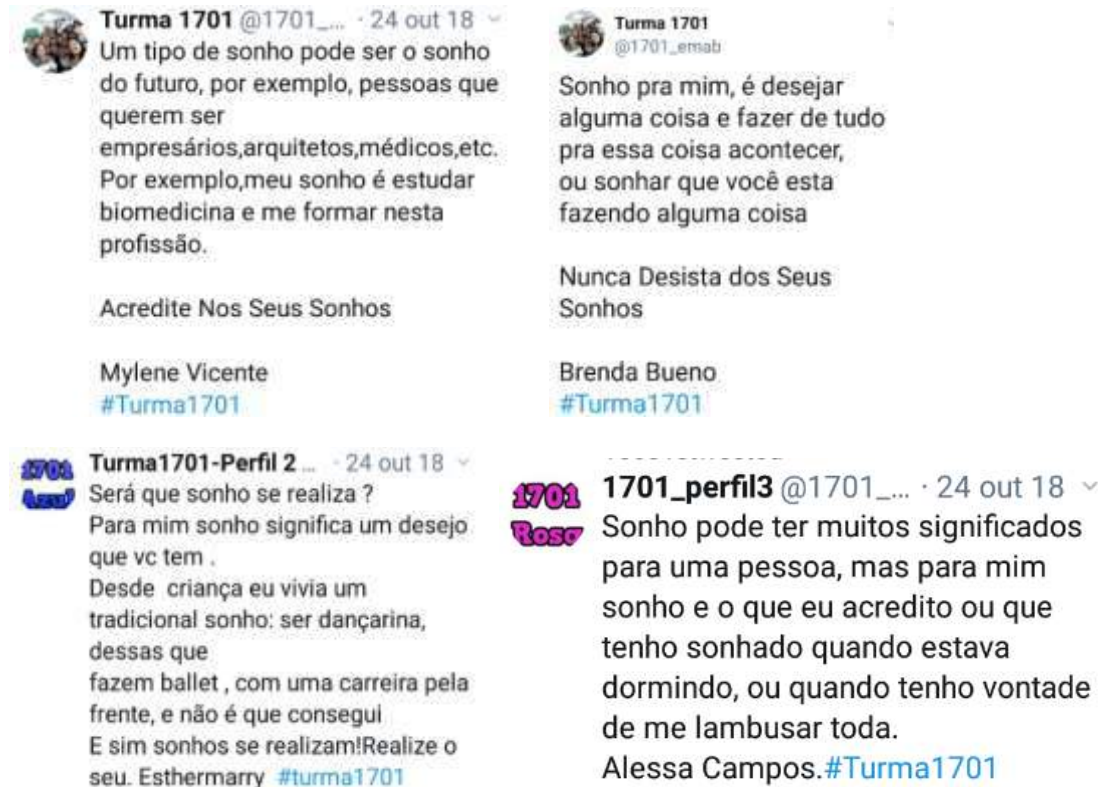 Turma 1701 @1701_... · 24 out 18
Um tipo de sonho pode ser o sonho
do futuro, por exemplo, pessoas que
querem ser
empresários,arquitetos,médicos,etc.
Por exemplo,meu sonho é estudar
biomedicina e me formar nesta
profissão.
Acredite Nos Seus Sonhos
Mylene Vicente
#Turma1701
Turma 1701
@1701_emab
Sonho pra mim, é desejar
alguma coisa e fazer de tudo
pra essa coisa acontecer,
ou sonhar que você esta
fazendo alguma coisa
Nunca Desista dos Seus
Sonhos
Brenda Bueno
#Turma1701
1701
Azul
Turma1701-Perfil 2 ... · 24 out 18
Será que sonho se realiza ?
Para mim sonho significa um desejo
que vc tem .
Desde criança eu vivia um
tradicional sonho: ser dançarina,
dessas que
fazem ballet , com uma carreira pela
frente, e não é que consegui
E sim sonhos se realizam!Realize o
seu. Esthermarry #turma1701
1701
Rosa
1701_perfil3 @1701_... · 24 out 18
Sonho pode ter muitos significados
para uma pessoa, mas para mim
sonho e o que eu acredito ou que
tenho sonhado quando estava
dormindo, ou quando tenho vontade
de me lambusar toda.
Alessa Campos.#Turma1701